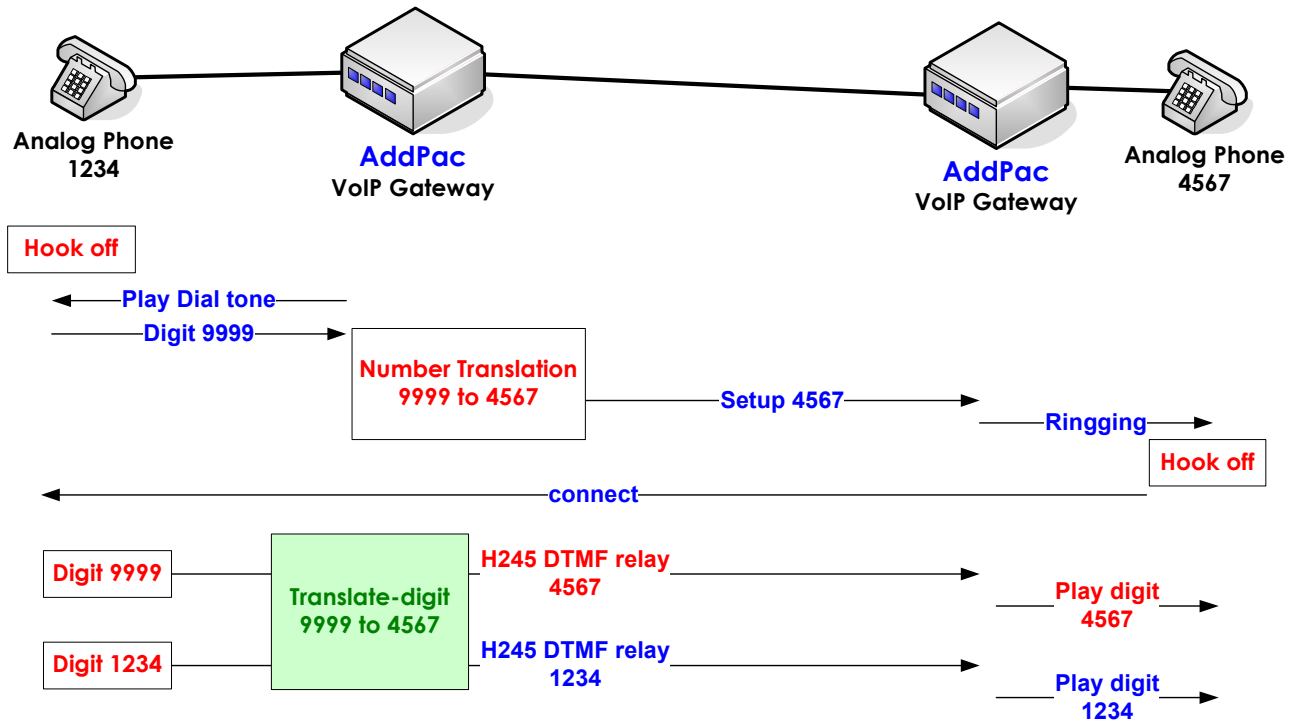 Analog Phone
1234
AddPac
VoIP Gateway
AddPac
VoIP Gateway
Analog Phone
4567
Hook off
Play Dial tone
Digit 9999
Number Translation
9999 to 4567
Setup 4567
Ringging
Hook off
connect
Digit 9999
Translate-digit
9999 to 4567
H245 DTMF relay
4567
Play digit
4567
Digit 1234
H245 DTMF relay
1234
Play digit
1234